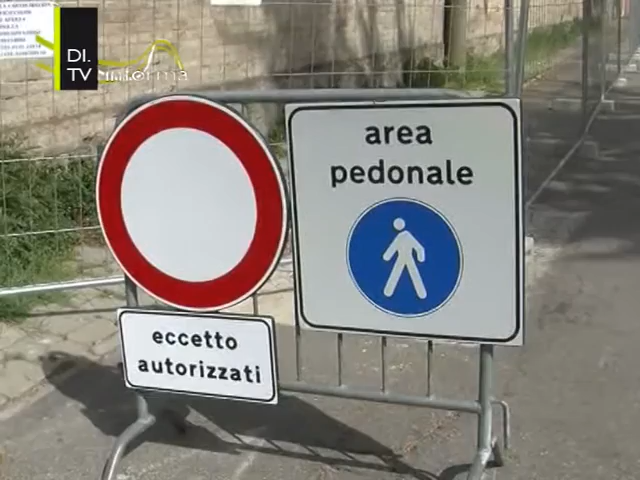 DI.
TV
informa
area
pedonale
eccetto
autorizzati